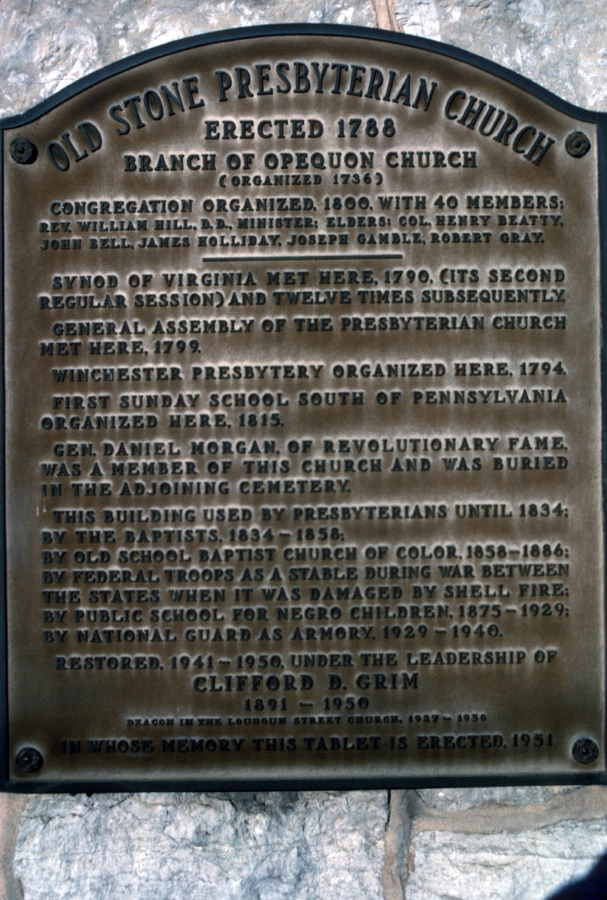 OLD STONE PRESBYTERIAN CHURCH
ERECTED 1788
BRANCH OF OPEQUON CHURCH
(ORGANIZED 1736)
CONGREGATION ORGANIZED, 1800, WITH 40 MEMBERS;
REV. WILLIAM HILL, D.D., MINISTER; ELDERS: COL. HENRY BEATTY,
JOHN BELL, JAMES HOLLIDAY, JOSEPH GAMBLE, ROBERT GRAY.
SYNOD OF VIRGINIA MET HERE, 1790, (ITS SECOND
REGULAR SESSION) AND TWELVE TIMES SUBSEQUENTLY.
GENERAL ASSEMBLY OF THE PRESBYTERIAN CHURCH
MET HERE, 1799.
WINCHESTER PRESBYTERY ORGANIZED HERE, 1794.
FIRST SUNDAY SCHOOL SOUTH OF PENNSYLVANIA
ORGANIZED HERE, 1815.
GEN. DANIEL MORGAN, OF REVOLUTIONARY FAME,
WAS A MEMBER OF THIS CHURCH AND WAS BURIED
IN THE ADJOINING CEMETERY.
THIS BUILDING USED BY PRESBYTERIANS UNTIL 1834;
BY THE BAPTISTS, 1834-1858;
BY OLD SCHOOL BAPTIST CHURCH OF COLOR, 1858-1886;
BY FEDERAL TROOPS AS A STABLE DURING WAR BETWEEN
THE STATES WHEN IT WAS DAMAGED BY SHELL FIRE;
BY PUBLIC SCHOOL FOR NEGRO CHILDREN, 1875-1929;
BY NATIONAL GUARD AS ARMORY, 1929-1940.
RESTORED, 1941-1950, UNDER THE LEADERSHIP OF
CLIFFORD D. GRIM
1891 - 1950
DEACON IN THE LOUDOUN STREET CHURCH, 1927-1950
IN WHOSE MEMORY THIS TABLET IS ERECTED, 1951